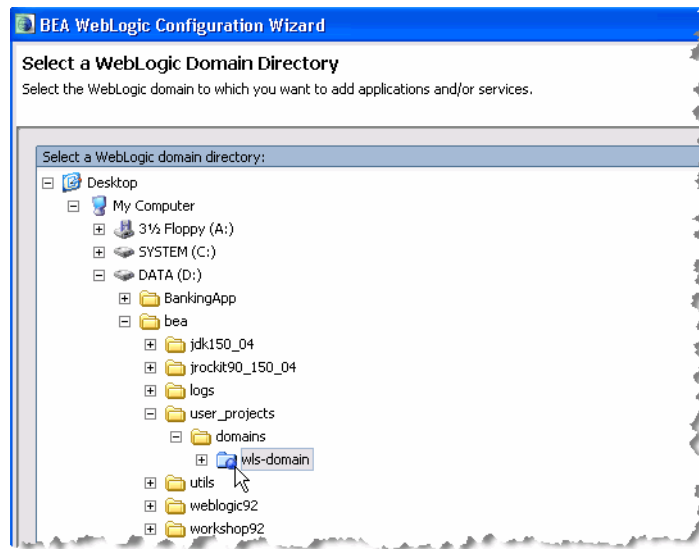 BEA WebLogic Configuration Wizard
Select a WebLogic Domain Directory
Select the WebLogic domain to which you want to add applications and/or services.
Select a WebLogic domain directory:
Desktop
My Computer
3½ Floppy (A:)
SYSTEM (C:)
DATA (D:)
BankingApp
bea
jdk150_04
jrockit90_150_04
logs
user_projects
domains
wls-domain
utils
weblogic92
workshop92